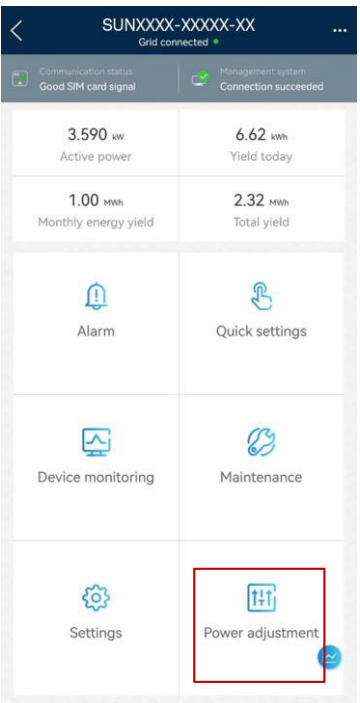 SUNXXXX-XXXXX-XX
Grid connected
Communication status
Good SIM card signal
Management system
Connection succeeded
3.590 kW
Active power
6.62 kWh
Yield today
1.00 MWh
Monthly energy yield
2.32 MWh
Total yield
Alarm
Quick settings
Device monitoring
Maintenance
Settings
Power adjustment